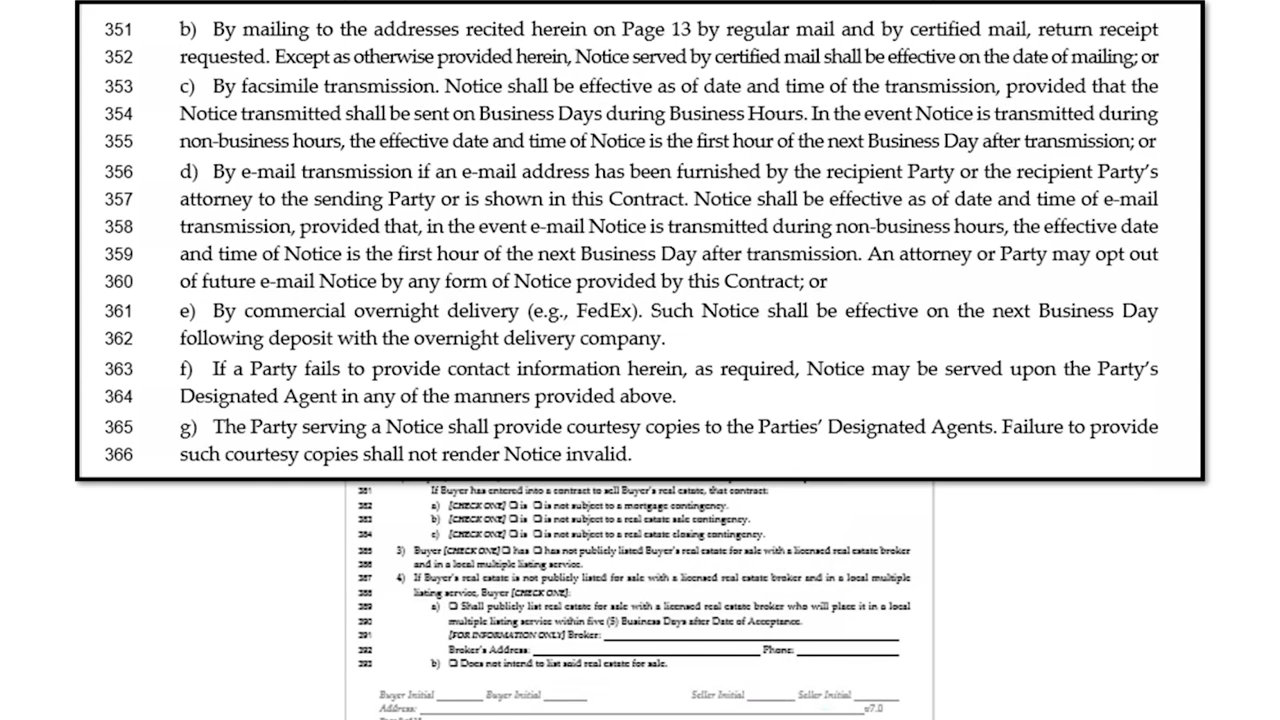 351 b) By mailing to the addresses recited herein on Page 13 by regular mail and by certified mail, return receipt
352 requested. Except as otherwise provided herein, Notice served by certified mail shall be effective on the date of mailing; or
353 c) By facsimile transmission. Notice shall be effective as of date and time of the transmission, provided that the
354 Notice transmitted shall be sent on Business Days during Business Hours. In the event Notice is transmitted during
355 non-business hours, the effective date and time of Notice is the first hour of the next Business Day after transmission; or
356 d) By e-mail transmission if an e-mail address has been furnished by the recipient Party or the recipient Party's
357 attorney to the sending Party or is shown in this Contract. Notice shall be effective as of date and time of e-mail
358 transmission, provided that, in the event e-mail Notice is transmitted during non-business hours, the effective date
359 and time of Notice is the first hour of the next Business Day after transmission. An attorney or Party may opt out
360 of future e-mail Notice by any form of Notice provided by this Contract; or
361 e) By commercial overnight delivery (e.g., FedEx). Such Notice shall be effective on the next Business Day
362 following deposit with the overnight delivery company.
363 f) If a Party fails to provide contact information herein, as required, Notice may be served upon the Party's
364 Designated Agent in any of the manners provided above.
365 g) The Party serving a Notice shall provide courtesy copies to the Parties' Designated Agents. Failure to provide
366 such courtesy copies shall not render Notice invalid.
381 If Buyer has entered into a contract to sell Buyer's real estate, that contract:
382 a) [CHECK ONE] ❑ is ❑ is not subject to a mortgage contingency.
383 b) [CHECK ONE] ❑ is ❑ is not subject to a real estate sale contingency.
384 c) [CHECK ONE] ❑ is ❑ is not subject to a real estate closing contingency.
385 3) Buyer [CHECK ONE] ❑ has ❑ has not publicly listed Buyer's real estate for sale with a licensed real estate broker
386 and in a local multiple listing service.
387 4) If Buyer's real estate is not publicly listed for sale with a licensed real estate broker and in a local multiple
388 listing service, Buyer [CHECK ONE]:
389 a) ❑ Shall publicly list real estate for sale with a licensed real estate broker who will place it in a local
390 multiple listing service within five (5) Business Days after Date of Acceptance.
391 [FOR INFORMATION ONLY] Broker:
392 Broker's Address: Phone:
393 b) ❑ Does not intend to list said real estate for sale.
Buyer Initial Buyer Initial Seller Initial Seller Initial
Address: v7.0